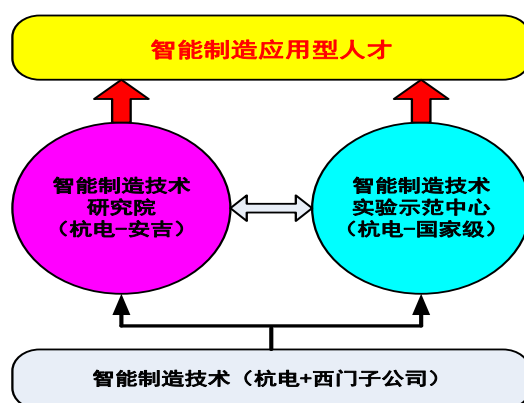 智能制造应用型人才
智能制造技术
研究院
（杭电-安吉）
智能制造技术
实验示范中心
（杭电-国家级）
智能制造技术（杭电+西门子公司）